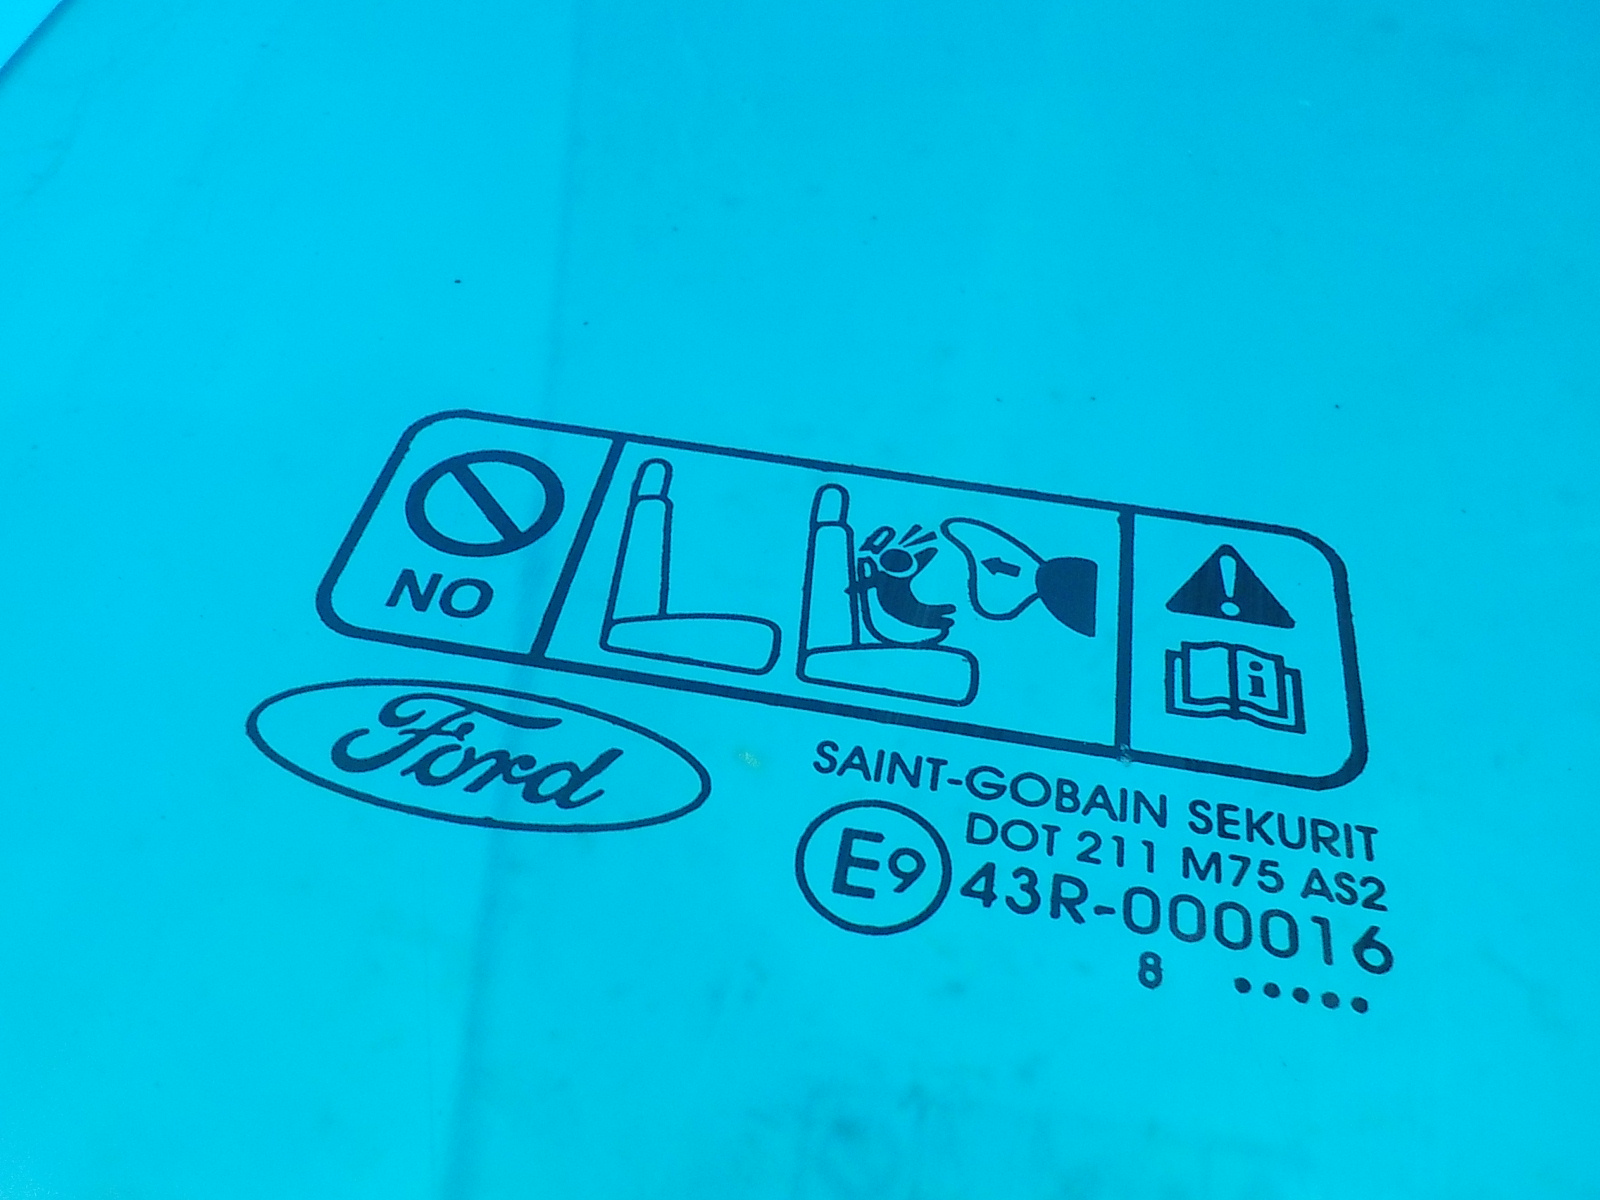 NO
i
Ford
SAINT-GOBAIN SEKURIT
DOT 211 M75 AS2
E9 43R-000016
8 •••••